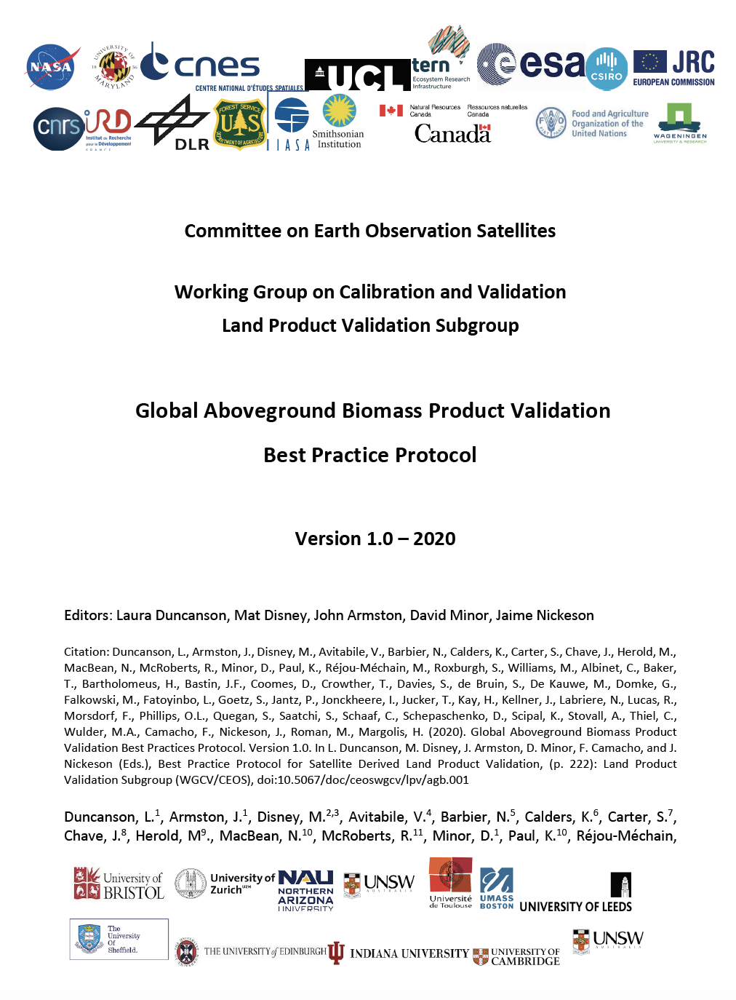 NASA
UNIVERSITY OF
18 56
MARYLAND
cnes
CENTRE NATIONAL D'ÉTUDES SPATIALES
UCL
tern
Ecosystem Research
Infrastructure
esa
CSIRO
JRC
EUROPEAN COMMISSION
cnrs
IRD
Institut de Recherche
pour le Développement
FRANCE
DLR
FOREST SERVICE
U S
DEPARTMENT OF AGRICULTURE
IIASA
Smithsonian
Institution
Natural Resources Ressources naturelles
Canada Canada
Canada
FAO
FIAT PANIS
Food and Agriculture
Organization of the
United Nations
WAGENINGEN
UNIVERSITY & RESEARCH
Committee on Earth Observation Satellites
Working Group on Calibration and Validation
Land Product Validation Subgroup
Global Aboveground Biomass Product Validation
Best Practice Protocol
Version 1.0 – 2020
Editors: Laura Duncanson, Mat Disney, John Armston, David Minor, Jaime Nickeson
Citation: Duncanson, L., Armston, J., Disney, M., Avitabile, V., Barbier, N., Calders, K., Carter, S., Chave, J., Herold, M.,
MacBean, N., McRoberts, R., Minor, D., Paul, K., Réjou-Méchain, M., Roxburgh, S., Williams, M., Albinet, C., Baker,
T., Bartholomeus, H., Bastin, J.F., Coomes, D., Crowther, T., Davies, S., de Bruin, S., De Kauwe, M., Domke, G.,
Falkowski, M., Fatoyinbo, L., Goetz, S., Jantz, P., Jonckheere, I., Jucker, T., Kay, H., Kellner, J., Labriere, N., Lucas, R.,
Morsdorf, F., Phillips, O.L., Quegan, S., Saatchi, S., Schaaf, C., Schepaschenko, D., Scipal, K., Stovall, A., Thiel, C.,
Wulder, M.A., Camacho, F., Nickeson, J., Roman, M., Margolis, H. (2020). Global Aboveground Biomass Product
Validation Best Practices Protocol. Version 1.0. In L. Duncanson, M. Disney, J. Armston, D. Minor, F. Camacho, and J.
Nickeson (Eds.), Best Practice Protocol for Satellite Derived Land Product Validation, (p. 222): Land Product
Validation Subgroup (WGCV/CEOS), doi:10.5067/doc/ceoswgcv/lpv/agb.001
Duncanson, L.1, Armston, J.1, Disney, M.2,3, Avitabile, V.4, Barbier, N.5, Calders, K.6, Carter, S.7,
Chave, J.8, Herold, M9., MacBean, N.10, McRoberts, R.11, Minor, D.1, Paul, K.10, Réjou-Méchain,
University of
BRISTOL
University of
Zurich UZH
NAU
NORTHERN
ARIZONA
UNIVERSITY
UNSW
AUSTRALIA
Université
de Toulouse
UMASS
BOSTON
UNIVERSITY OF LEEDS
The
University
Of
Sheffield.
THE UNIVERSITY of EDINBURGH
INDIANA UNIVERSITY
UNIVERSITY OF
CAMBRIDGE
UNSW
AUSTRALIA